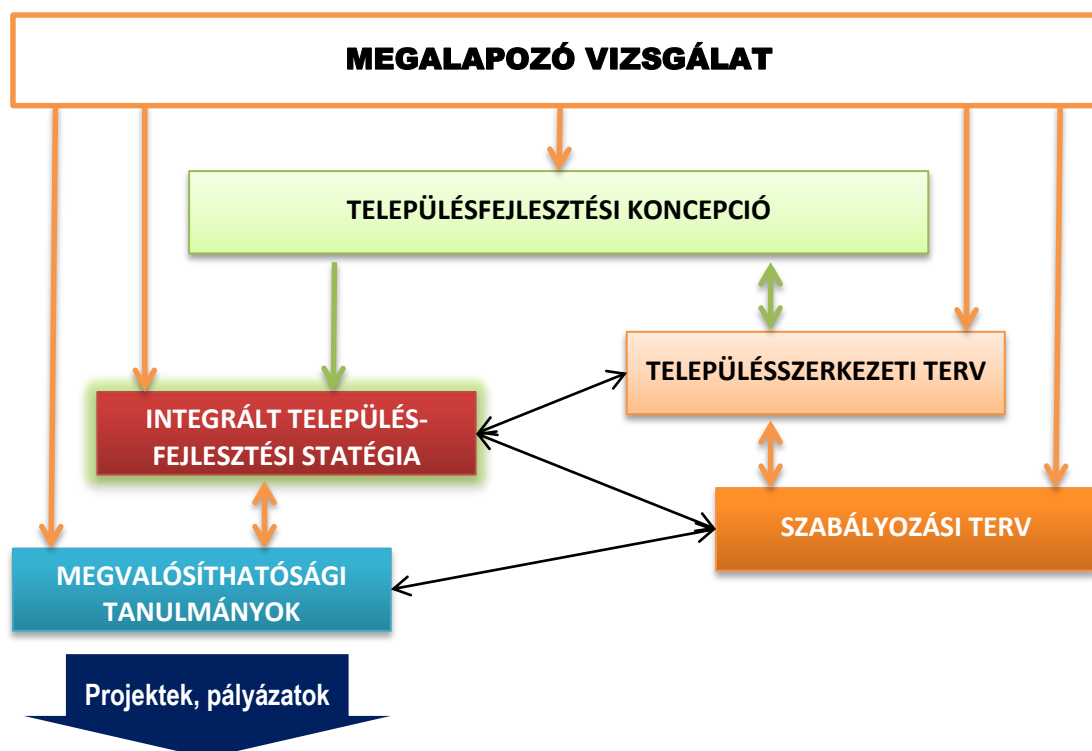 MEGALAPOZÓ VIZSGÁLAT
TELEPÜLÉSFEJLESZTÉSI KONCEPCIÓ
TELEPÜLÉSSZERKEZETI TERV
INTEGRÁLT TELEPÜLÉS-
FEJLESZTÉSI STATÉGIA
SZABÁLYOZÁSI TERV
MEGVALÓSÍTHATÓSÁGI
TANULMÁNYOK
Projektek, pályázatok